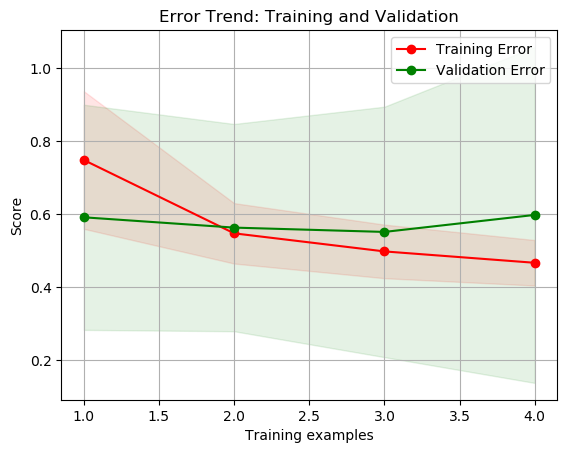 Error Trend: Training and Validation
Training Error
Validation Error
Score
1.0
0.8
0.6
0.4
0.2
1.0 1.5 2.0 2.5 3.0 3.5 4.0
Training examples